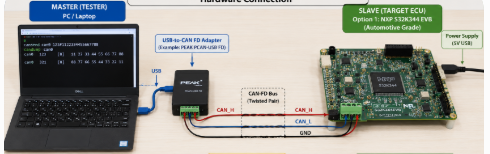 Hardware Connection
MASTER (TESTER)
PC / Laptop
USB-to-CAN FD Adapter
(Example: PEAK PCAN-USB FD)
SLAVE (TARGET ECU)
Option 1: NXP S32K344 EVB
(Automotive Grade)
Power Supply
(5V USB)
USB
PEAK
CAN-FD Bus
(Twisted Pair)
CAN_H
CAN_H
CAN_L
CAN_L
GND